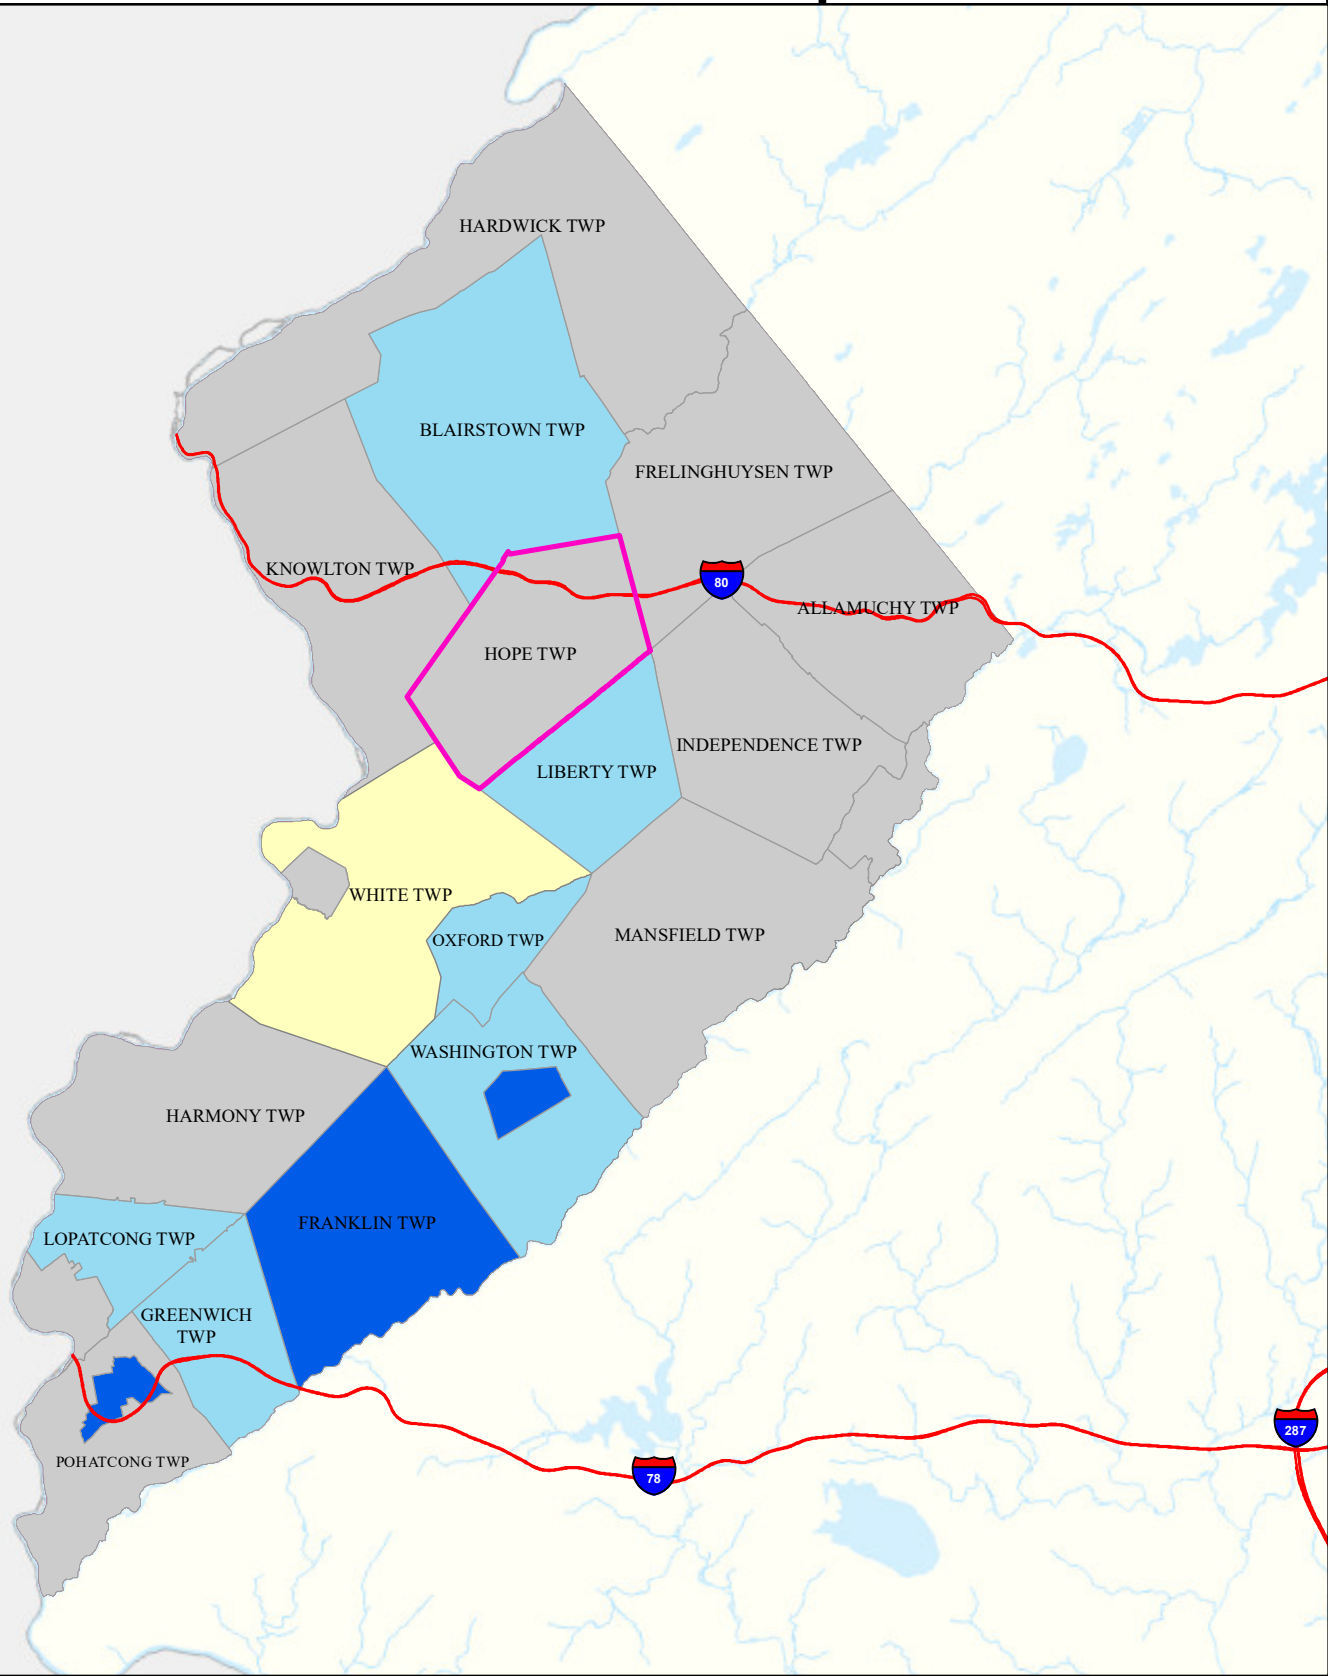 HARDWICK TWP
BLAIRSTOWN TWP
FRELINGHUYSEN TWP
KNOWLTON TWP
80
ALLAMUCHY TWP
HOPE TWP
INDEPENDENCE TWP
LIBERTY TWP
WHITE TWP
MANSFIELD TWP
OXFORD TWP
WASHINGTON TWP
HARMONY TWP
FRANKLIN TWP
LOPATCONG TWP
GREENWICH
TWP
287
POHATCONG TWP
78